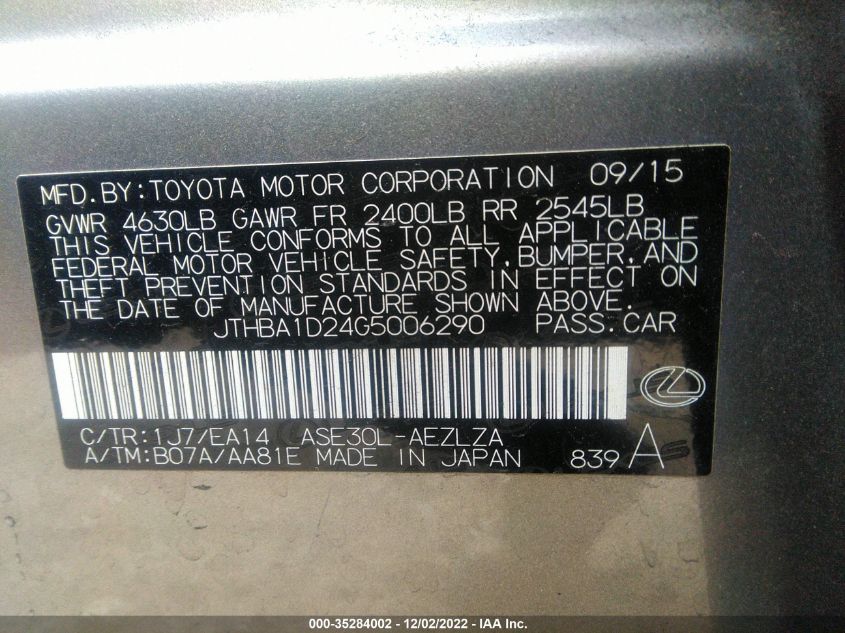 MFD.BY:TOYOTA MOTOR CORPORATION 09/15
GVWR 4630LB GAWR FR 2400LB RR 2545LB
THIS VEHICLE CONFORMS TO ALL APPLICABLE
FEDERAL MOTOR VEHICLE SAFETY, BUMPER, AND
THEFT PREVENTION STANDARDS IN EFFECT ON
THE DATE OF MANUFACTURE SHOWN ABOVE.
JTHBA1D24G5006290 PASS.CAR
C/TR:1J7/EA14 ASE30L-AEZLZA
A/TM:B07A/AA81E MADE IN JAPAN 839 A
000-35284002 - 12/02/2022 - IAA Inc.